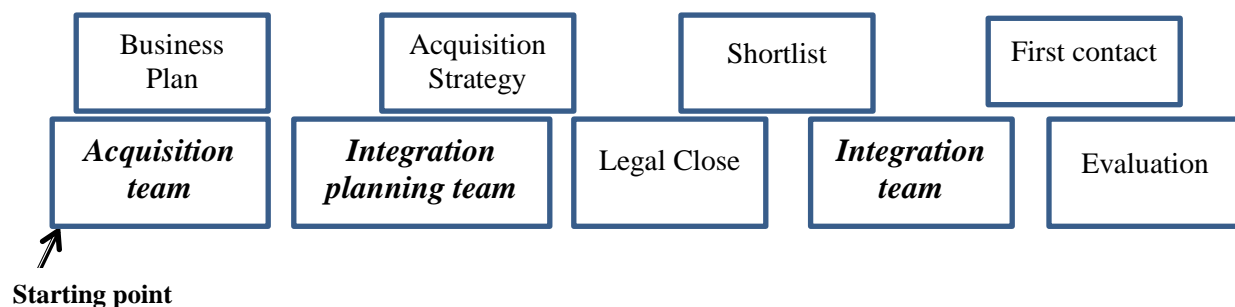 Business
Plan
Acquisition
Strategy
Shortlist
First contact
Acquisition
team
Integration
planning team
Legal Close
Integration
team
Evaluation
Starting point